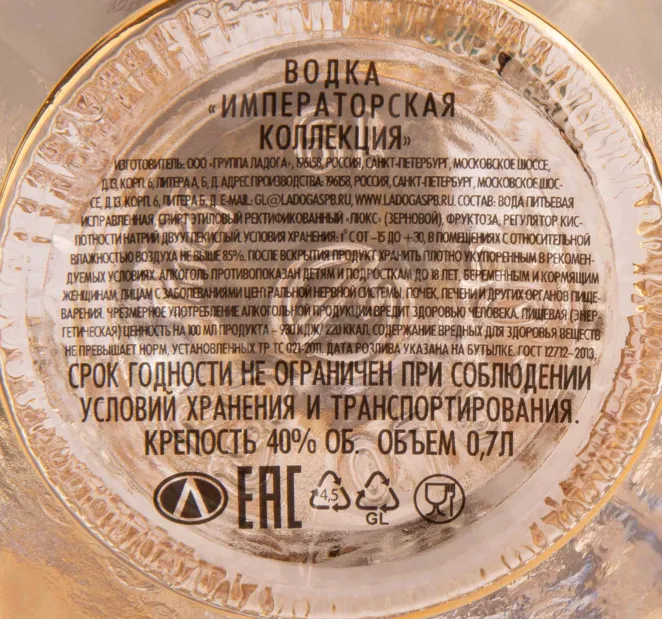 ВОДКА
«ИМПЕРАТОРСКАЯ
КОЛЛЕКЦИЯ»
ИЗГОТОВИТЕЛЬ: ООО «ГРУППА ЛАДОГА», 196158, РОССИЯ, САНКТ-ПЕТЕРБУРГ, МОСКОВСКОЕ ШОССЕ,
Д.13, КОРП. 6, ЛИТЕРА А, Б, Д. АДРЕС ПРОИЗВОДСТВА: 196158, РОССИЯ, САНКТ-ПЕТЕРБУРГ, МОСКОВСКОЕ ШОС-
СЕ, Д.13, КОРП. 6, ЛИТЕРА Б, Д. E-MAIL: GL@LADOGASPB.RU, WWW.LADOGASPB.RU. СОСТАВ: ВОДА ПИТЬЕВАЯ
ИСПРАВЛЕННАЯ, СПИРТ ЭТИЛОВЫЙ РЕКТИФИКОВАННЫЙ «ЛЮКС» (ЗЕРНОВОЙ), ФРУКТОЗА, РЕГУЛЯТОР КИС-
ЛОТНОСТИ НАТРИЙ ДВУУГЛЕКИСЛЫЙ. УСЛОВИЯ ХРАНЕНИЯ: t° С ОТ -15 ДО +30, В ПОМЕЩЕНИЯХ С ОТНОСИТЕЛЬНОЙ
ВЛАЖНОСТЬЮ ВОЗДУХА НЕ ВЫШЕ 85%. ПОСЛЕ ВСКРЫТИЯ ПРОДУКТ ХРАНИТЬ ПЛОТНО УКУПОРЕННЫМ В РЕКОМЕН-
ДУЕМЫХ УСЛОВИЯХ. АЛКОГОЛЬ ПРОТИВОПОКАЗАН ДЕТЯМ И ПОДРОСТКАМ ДО 18 ЛЕТ, БЕРЕМЕННЫМ И КОРМЯЩИМ
ЖЕНЩИНАМ, ЛИЦАМ С ЗАБОЛЕВАНИЯМИ ЦЕНТРАЛЬНОЙ НЕРВНОЙ СИСТЕМЫ, ПОЧЕК, ПЕЧЕНИ И ДРУГИХ ОРГАНОВ ПИЩЕ-
ВАРЕНИЯ. ЧРЕЗМЕРНОЕ УПОТРЕБЛЕНИЕ АЛКОГОЛЬНОЙ ПРОДУКЦИИ ВРЕДИТ ЗДОРОВЬЮ ЧЕЛОВЕКА. ПИЩЕВАЯ (ЭНЕР-
ГЕТИЧЕСКАЯ) ЦЕННОСТЬ НА 100 МЛ ПРОДУКТА - 930 КДЖ/ 220 ККАЛ. СОДЕРЖАНИЕ ВРЕДНЫХ ДЛЯ ЗДОРОВЬЯ ВЕЩЕСТВ
НЕ ПРЕВЫШАЕТ НОРМ, УСТАНОВЛЕННЫХ ТР ТС 021-2011. ДАТА РОЗЛИВА УКАЗАНА НА БУТЫЛКЕ. ГОСТ 12712-2013.
СРОК ГОДНОСТИ НЕ ОГРАНИЧЕН ПРИ СОБЛЮДЕНИИ
УСЛОВИЙ ХРАНЕНИЯ И ТРАНСПОРТИРОВАНИЯ.
КРЕПОСТЬ 40% ОБ. ОБЪЕМ 0,7Л
ЕАС 4,5 GL